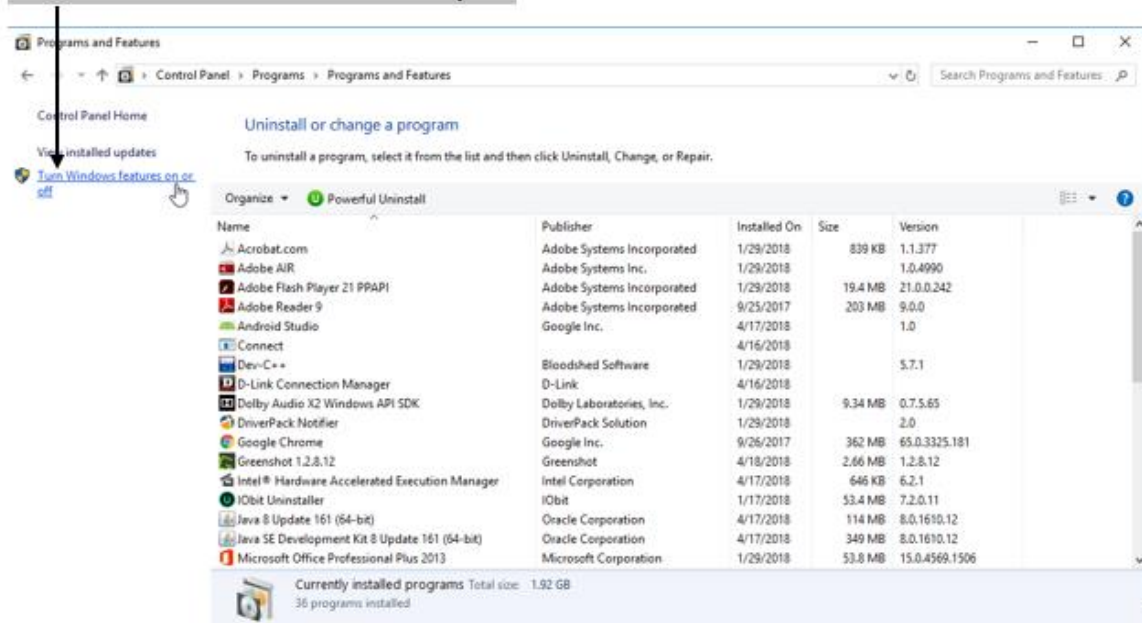 Programs and Features
Control Panel > Programs > Programs and Features
Search Programs and Features
Control Panel Home
View installed updates
Turn Windows features on or
off
Uninstall or change a program
To uninstall a program, select it from the list and then click Uninstall, Change, or Repair.
Organize Powerful Uninstall
Name Publisher Installed On Size Version
Acrobat.com Adobe Systems Incorporated 1/29/2018 839 KB 1.1.377
Adobe AIR Adobe Systems Inc. 1/29/2018 1.0.4990
Adobe Flash Player 21 PPAPI Adobe Systems Incorporated 1/29/2018 19.4 MB 21.0.0.242
Adobe Reader 9 Adobe Systems Incorporated 9/25/2017 203 MB 9.0.0
Android Studio Google Inc. 4/17/2018 1.0
Connect 4/16/2018
Dev-C++ Bloodshed Software 1/29/2018 5.7.1
D-Link Connection Manager D-Link 4/16/2018
Dolby Audio X2 Windows API SDK Dolby Laboratories, Inc. 1/29/2018 9.34 MB 0.7.5.65
DriverPack Notifier DriverPack Solution 1/29/2018 2.0
Google Chrome Google Inc. 9/26/2017 362 MB 65.0.3325.181
Greenshot 1.2.8.12 Greenshot 4/18/2018 2.66 MB 1.2.8.12
Intel® Hardware Accelerated Execution Manager Intel Corporation 4/17/2018 646 KB 6.2.1
IObit Uninstaller IObit 1/17/2018 53.4 MB 7.2.0.11
Java 8 Update 161 (64-bit) Oracle Corporation 4/17/2018 114 MB 8.0.1610.12
Java SE Development Kit 8 Update 161 (64-bit) Oracle Corporation 4/17/2018 349 MB 8.0.1610.12
Microsoft Office Professional Plus 2013 Microsoft Corporation 1/29/2018 53.8 MB 15.0.4569.1506
Currently installed programs Total size: 1.92 GB
36 programs installed